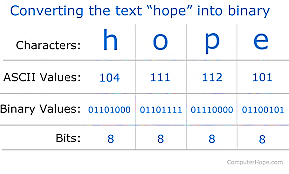 Converting the text “hope” into binary
Characters: h o p e
ASCII Values: 104 111 112 101
Binary Values: 01101000 01101111 01110000 01100101
Bits: 8 8 8 8
ComputerHope.com